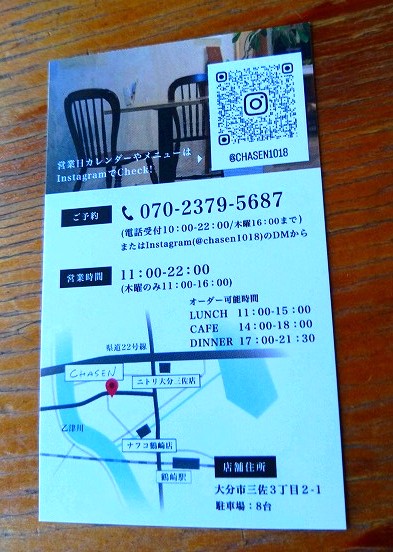 営業日カレンダーやメニューは
InstagramでCheck!
@CHASEN1018
ご予約
070-2379-5687
(電話受付10:00-22:00/木曜16:00まで)
またはInstagram(@chasen1018)のDMから
営業時間
11:00-22:00
(木曜のみ11:00-16:00)
オーダー可能時間
LUNCH 11:00-15:00
CAFE 14:00-18:00
DINNER 17:00-21:30
県道22号線
CHASEN
ニトリ大分三佐店
乙津川
ナフコ鶴崎店
鶴崎駅
店舗住所
大分市三佐3丁目2-1
駐車場:8台